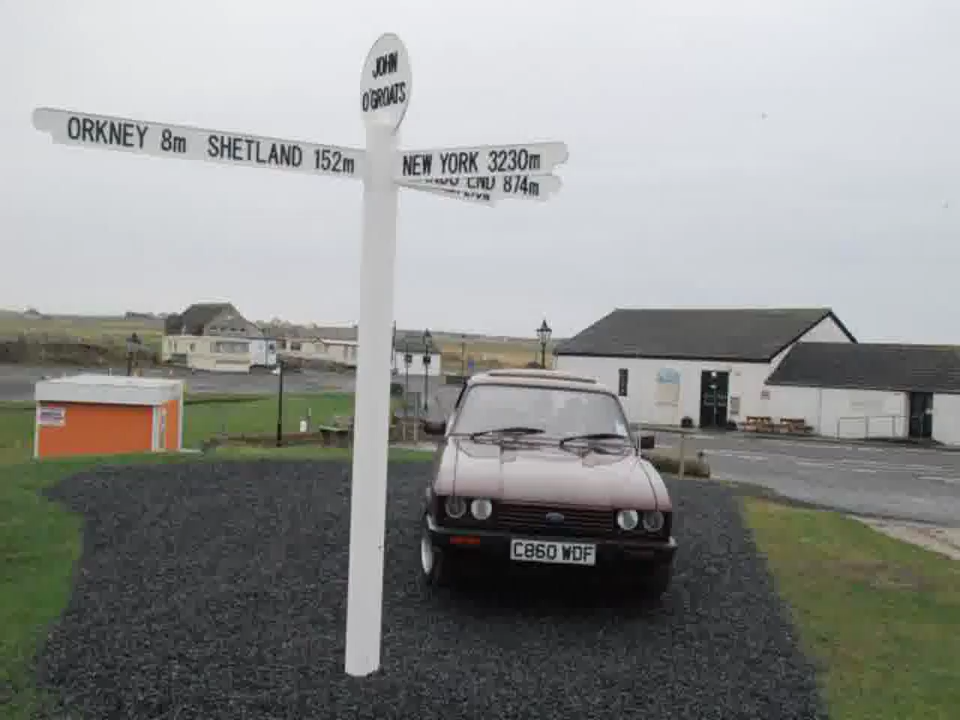 JOHN
O'GROATS
ORKNEY 8m SHETLAND 152m
NEW YORK 3230m
END 874m
C860 WDF